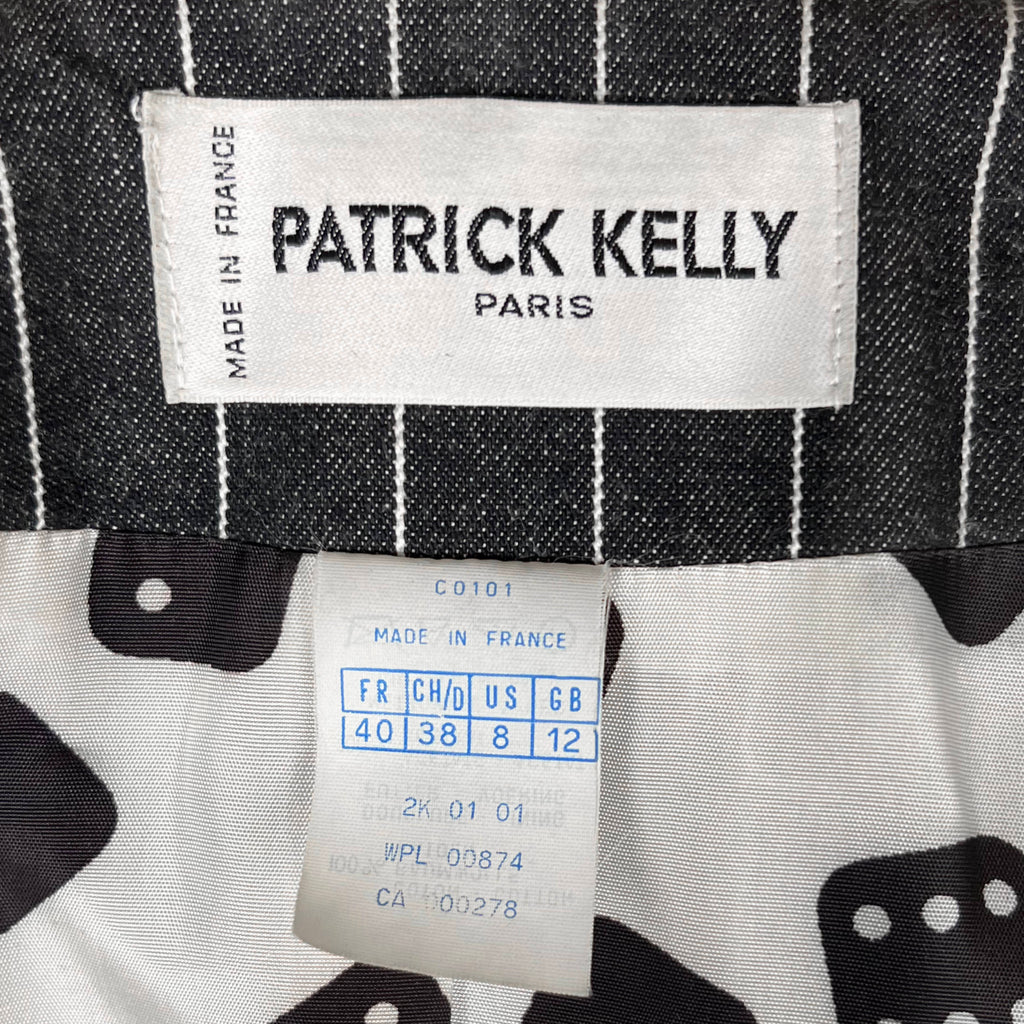 MADE IN FRANCE
PATRICK KELLY
PARIS
C0101
MADE IN FRANCE
FR CH/D US GB
40 38 8 12
2K 01 01
WPL 00874
CA 000278